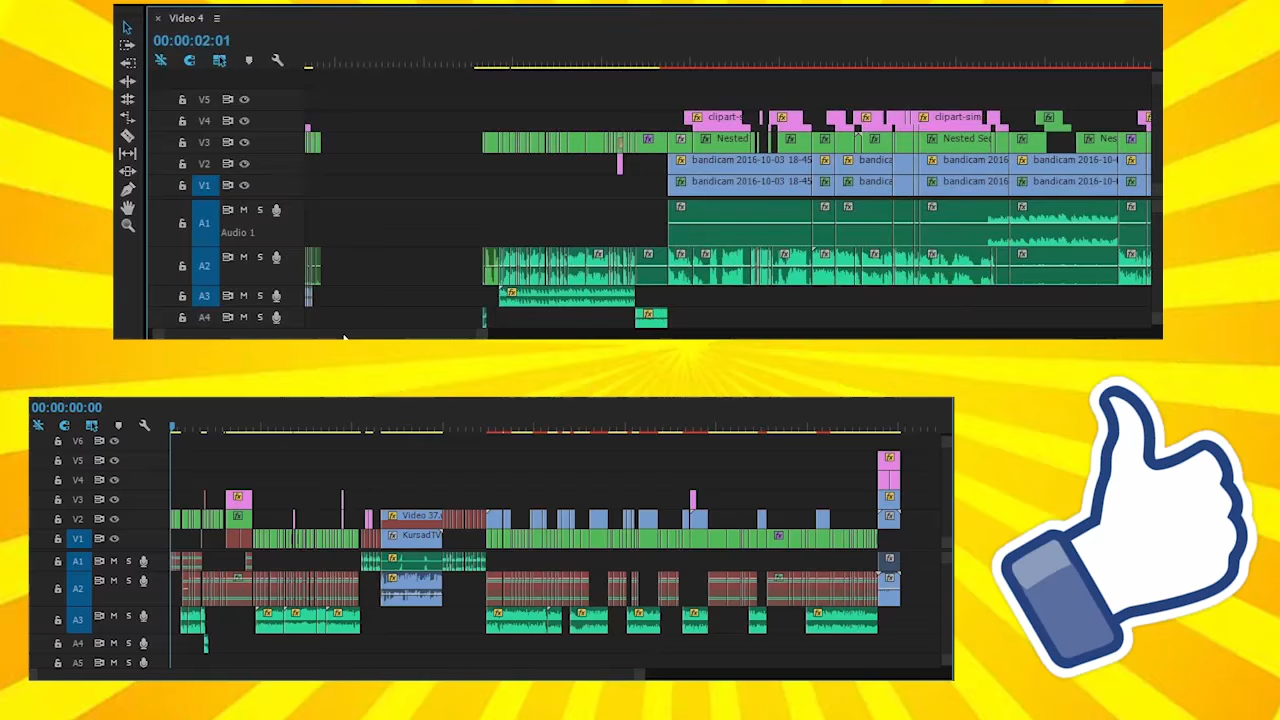 × Video 4
00:00:02:01
V5
V4 clipart-s clipart-sim
V3 Nested Nested Se Nes
V2 bandicam 2016-10-03 18-45 bandica bandicam 2016 bandicam 2016-10-
V1 bandicam 2016-10-03 18-45 bandica bandicam 2016 bandicam 2016-10-
A1 M S
Audio 1
A2 M S
A3 M S
A4 M S
00:00:00:00
V6
V5
V4
V3
V2 Video 37.
V1 KursadTV
A1 M S
A2 M S
A3 M S
A4 M S
A5 M S